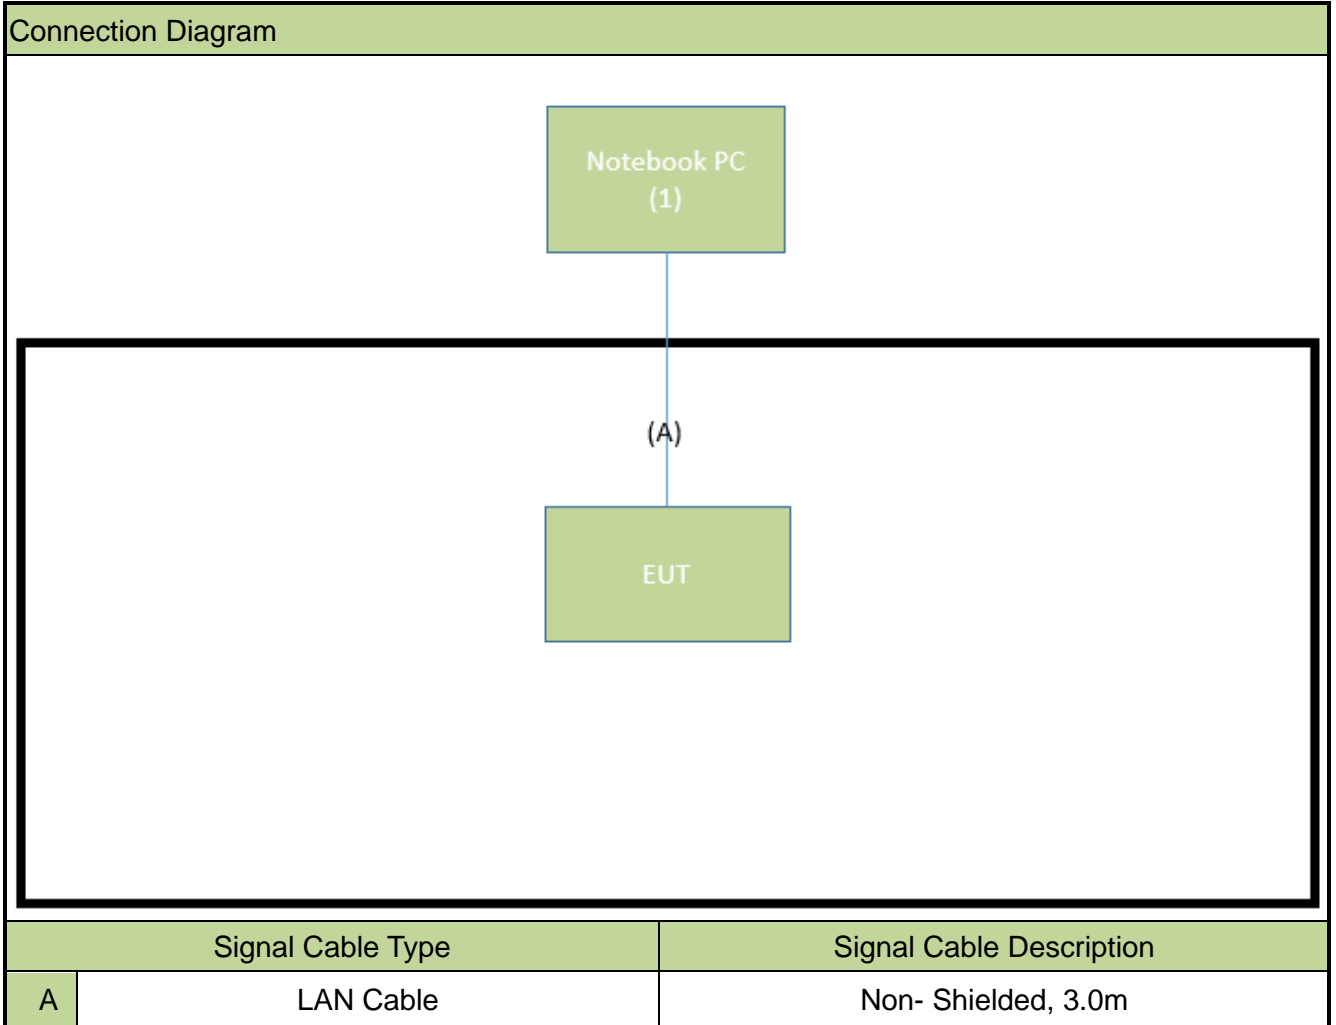 Connection Diagram
Notebook PC
(1)
(A)
EUT
Signal Cable Type Signal Cable Description
A LAN Cable Non- Shielded, 3.0m